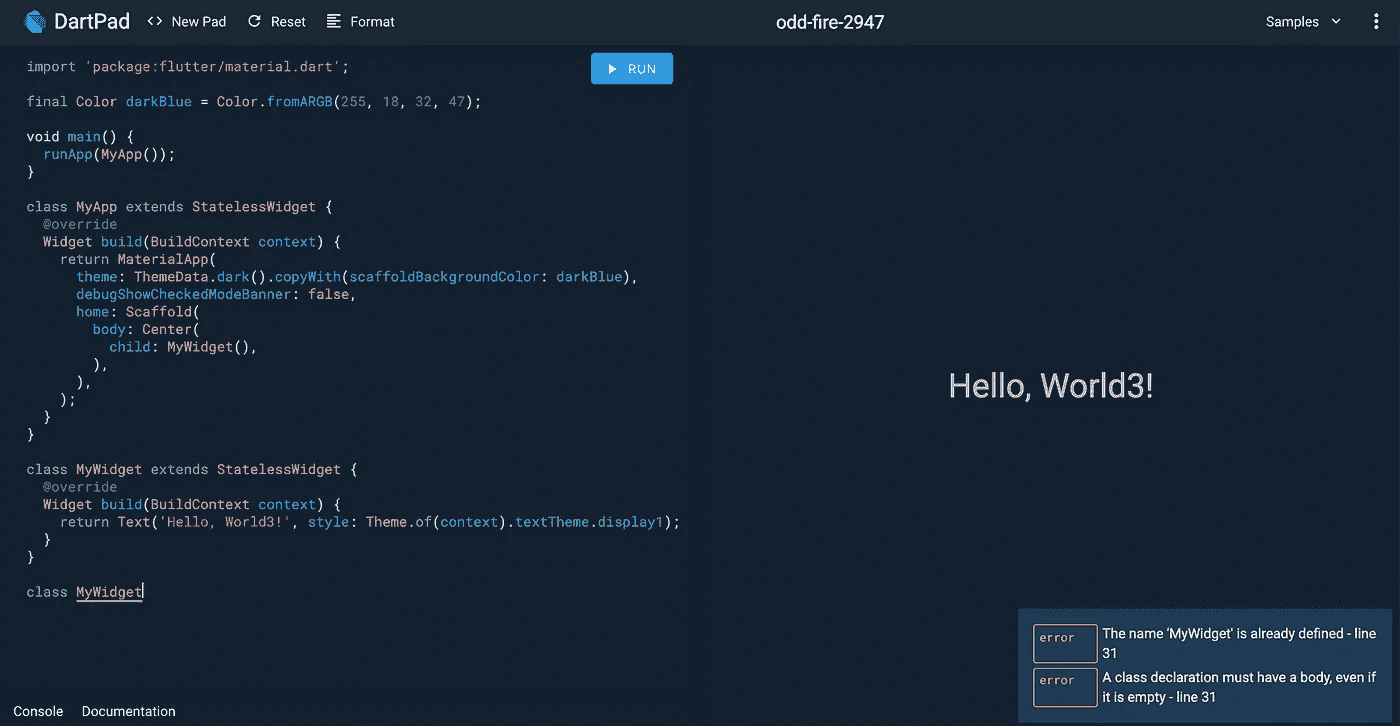 DartPad <> New Pad Reset Format odd-fire-2947 Samples
RUN
import 'package:flutter/material.dart';
final Color darkBlue = Color.fromARGB(255, 18, 32, 47);
void main() {
  runApp(MyApp());
}
class MyApp extends StatelessWidget {
  @override
  Widget build(BuildContext context) {
    return MaterialApp(
      theme: ThemeData.dark().copyWith(scaffoldBackgroundColor: darkBlue),
      debugShowCheckedModeBanner: false,
      home: Scaffold(
        body: Center(
          child: MyWidget(),
        ),
      ),
    );
  }
}
class MyWidget extends StatelessWidget {
  @override
  Widget build(BuildContext context) {
    return Text('Hello, World3!', style: Theme.of(context).textTheme.display1);
  }
}
class MyWidget
Hello, World3!
error The name 'MyWidget' is already defined - line
31
error A class declaration must have a body, even if
it is empty - line 31
Console Documentation